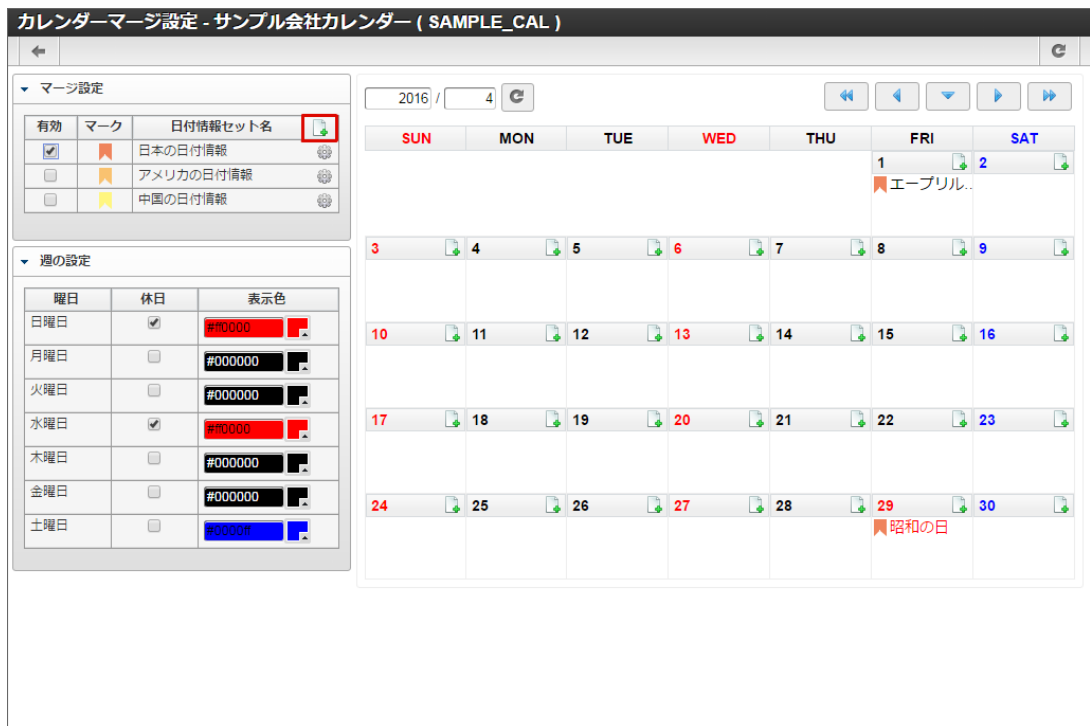 カレンダーマージ設定 - サンプル会社カレンダー ( SAMPLE_CAL )
マージ設定
有効 マーク 日付情報セット名
日本の日付情報
アメリカの日付情報
中国の日付情報
週の設定
曜日 休日 表示色
日曜日 #ff0000
月曜日 #000000
火曜日 #000000
水曜日 #ff0000
木曜日 #000000
金曜日 #000000
土曜日 #0000ff
2016 / 4
SUN MON TUE WED THU FRI SAT
1 2
エープリル..
3 4 5 6 7 8 9
10 11 12 13 14 15 16
17 18 19 20 21 22 23
24 25 26 27 28 29 30
昭和の日